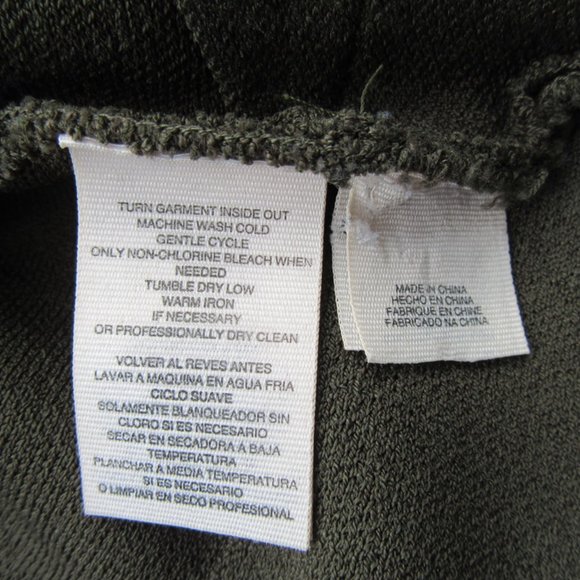 TURN GARMENT INSIDE OUT
MACHINE WASH COLD
GENTLE CYCLE
ONLY NON-CHLORINE BLEACH WHEN
NEEDED
TUMBLE DRY LOW
WARM IRON
IF NECESSARY
OR PROFESSIONALLY DRY CLEAN
VOLVER AL REVES ANTES
LAVAR A MAQUINA EN AGUA FRIA
CICLO SUAVE
SOLAMENTE BLANQUEADOR SIN
CLORO SI ES NECESARIO
SECAR EN SECADORA A BAJA
TEMPERATURA
PLANCHAR A MEDIA TEMPERATURA
SI ES NECESARIO
O LIMPIAR EN SECO PROFESIONAL
MADE IN CHINA
HECHO EN CHINA
FABRIQUE EN CHINE
FABRICADO NA CHINA